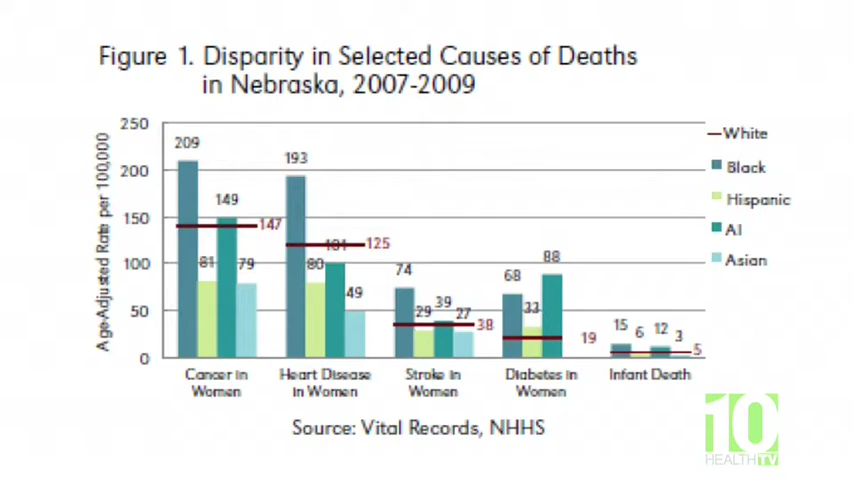 Figure 1. Disparity in Selected Causes of Deaths
in Nebraska, 2007-2009
Age-Adjusted Rate per 100,000
250
200
150
100
50
0
209
81
149
79
147
193
80
101
49
125
74
29
39
27
38
68
33
88
19
15
6
12
3
5
Cancer in
Women
Heart Disease
in Women
Stroke in
Women
Diabetes in
Women
Infant Death
White
Black
Hispanic
AI
Asian
Source: Vital Records, NHHS
10
HEALTHTV